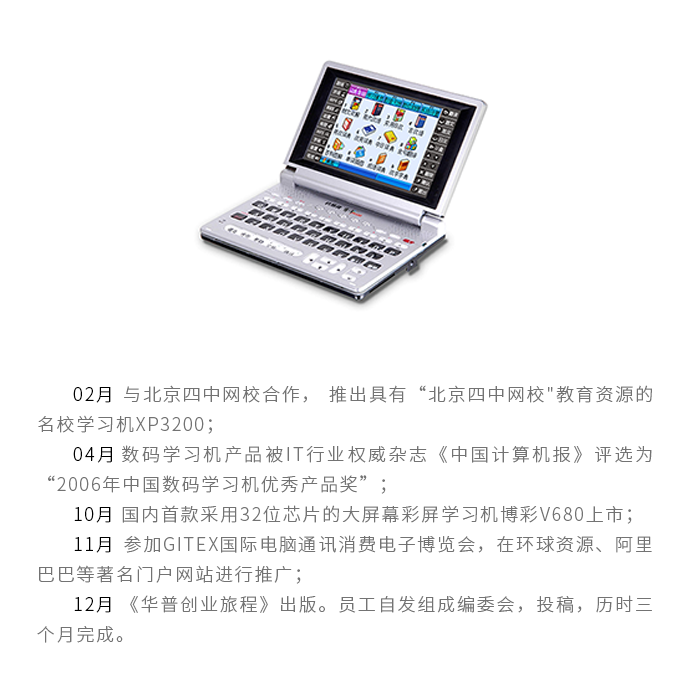 02月 与北京四中网校合作， 推出具有“北京四中网校"教育资源的
名校学习机XP3200；
04月 数码学习机产品被IT行业权威杂志《中国计算机报》评选为
“2006年中国数码学习机优秀产品奖”；
10月 国内首款采用32位芯片的大屏幕彩屏学习机博彩V680上市；
11月 参加GITEX国际电脑通讯消费电子博览会，在环球资源、阿里
巴巴等著名门户网站进行推广；
12月 《华普创业旅程》出版。员工自发组成编委会，投稿，历时三
个月完成。